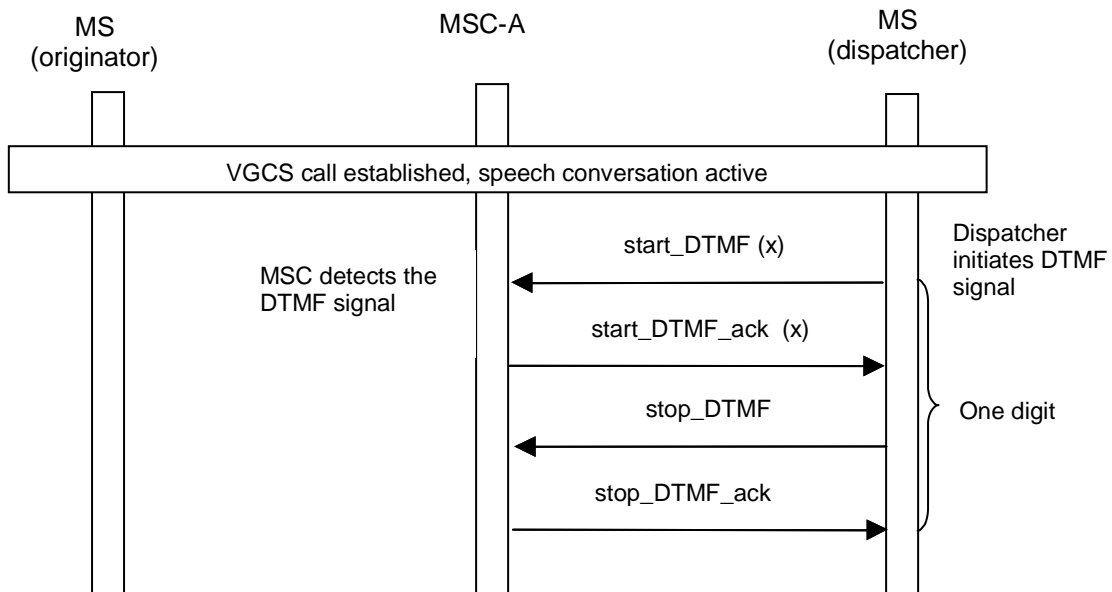 MS
(originator)
MSC-A
MS
(dispatcher)
VGCS call established, speech conversation active
start_DTMF (x)
Dispatcher
initiates DTMF
signal
MSC detects the
DTMF signal
start_DTMF_ack (x)
stop_DTMF
One digit
stop_DTMF_ack